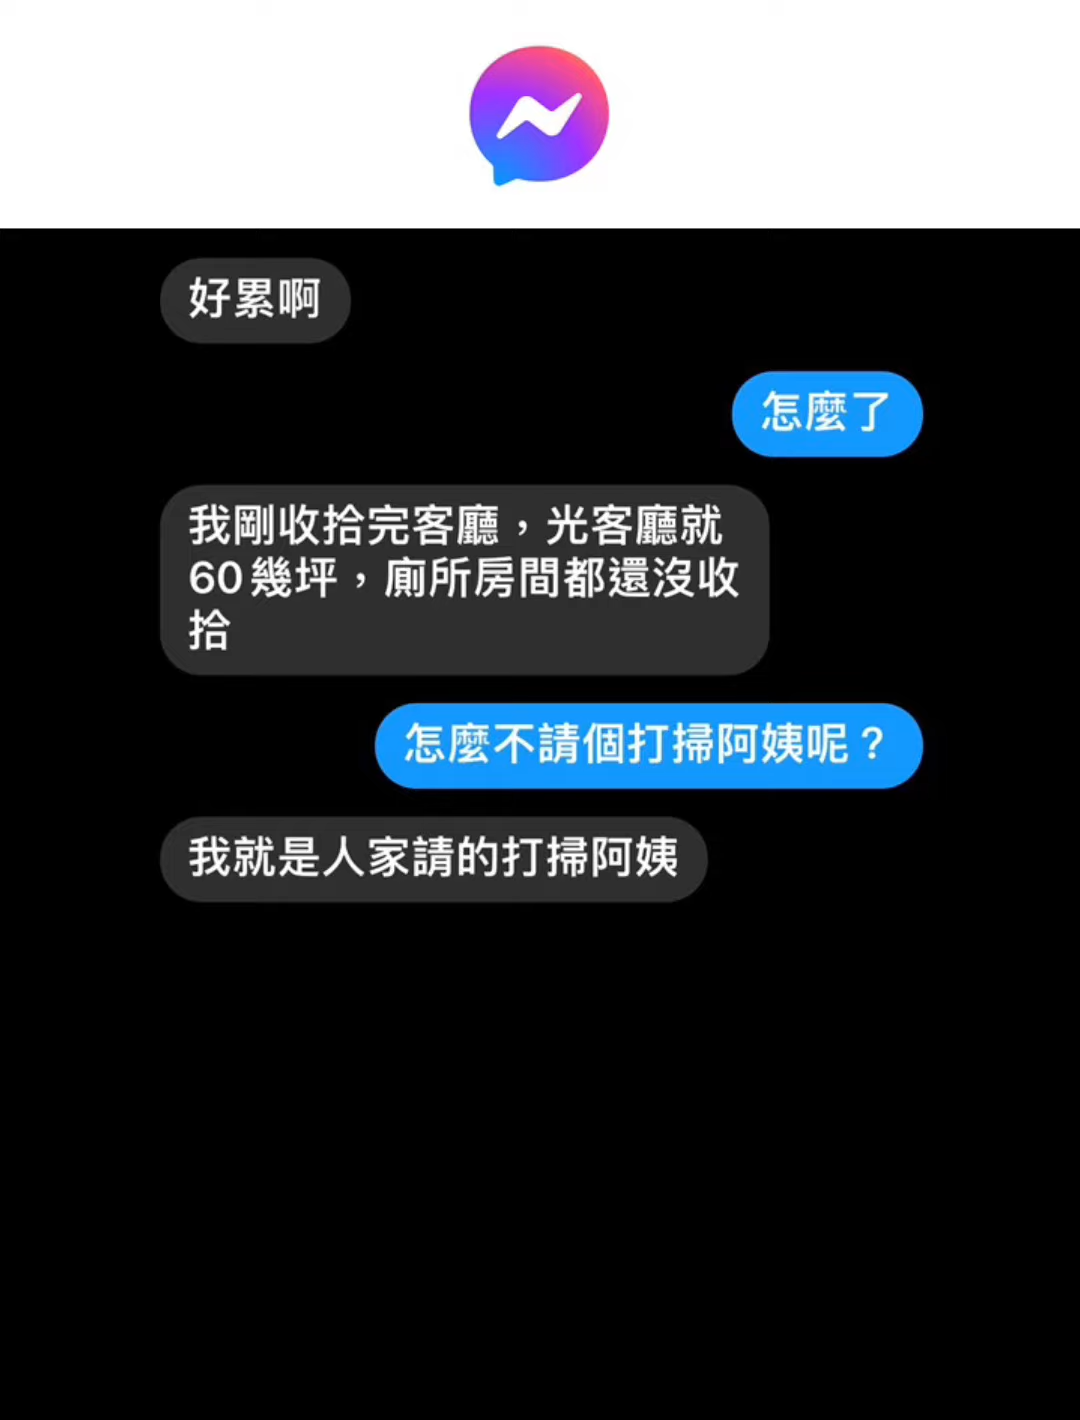 好累啊
怎麼了
我剛收拾完客廳，光客廳就
60幾坪，廁所房間都還沒收
拾
怎麼不請個打掃阿姨呢？
我就是人家請的打掃阿姨